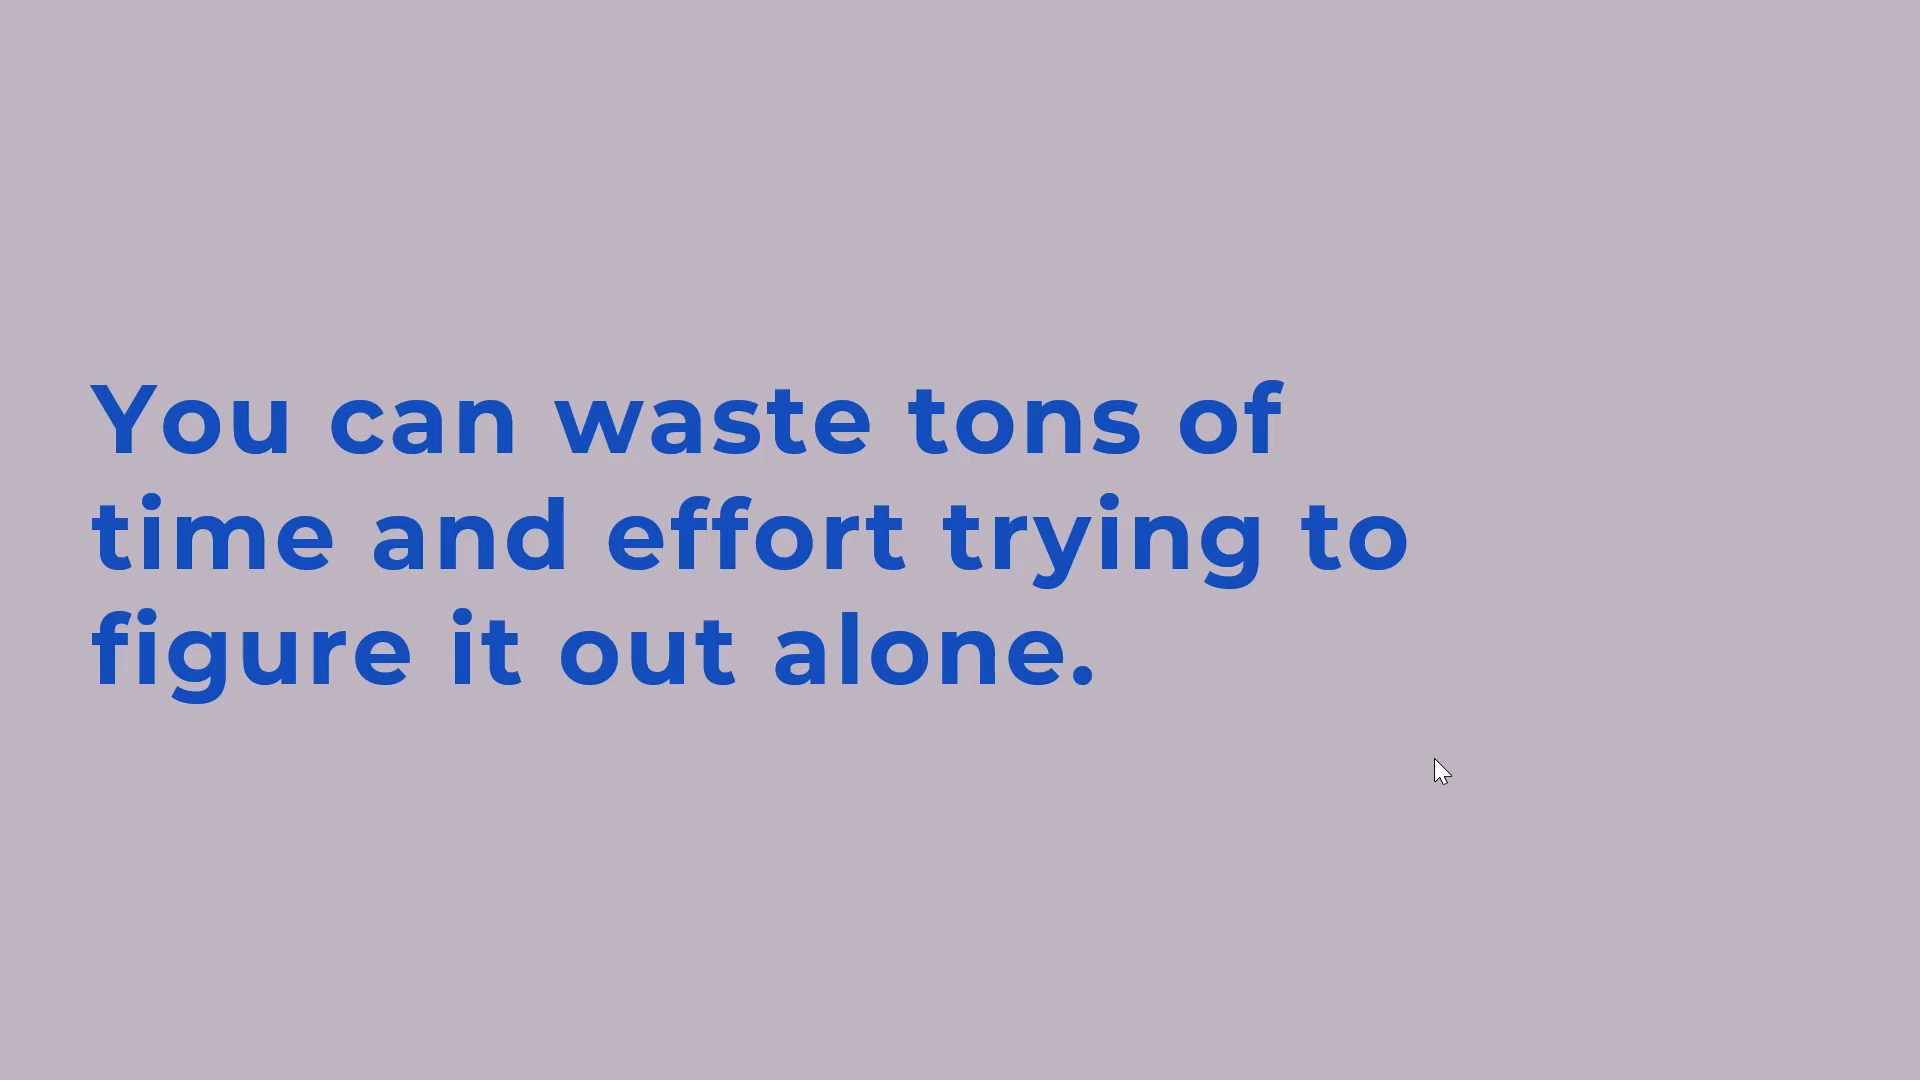 You can waste tons of
time and effort trying to
figure it out alone.